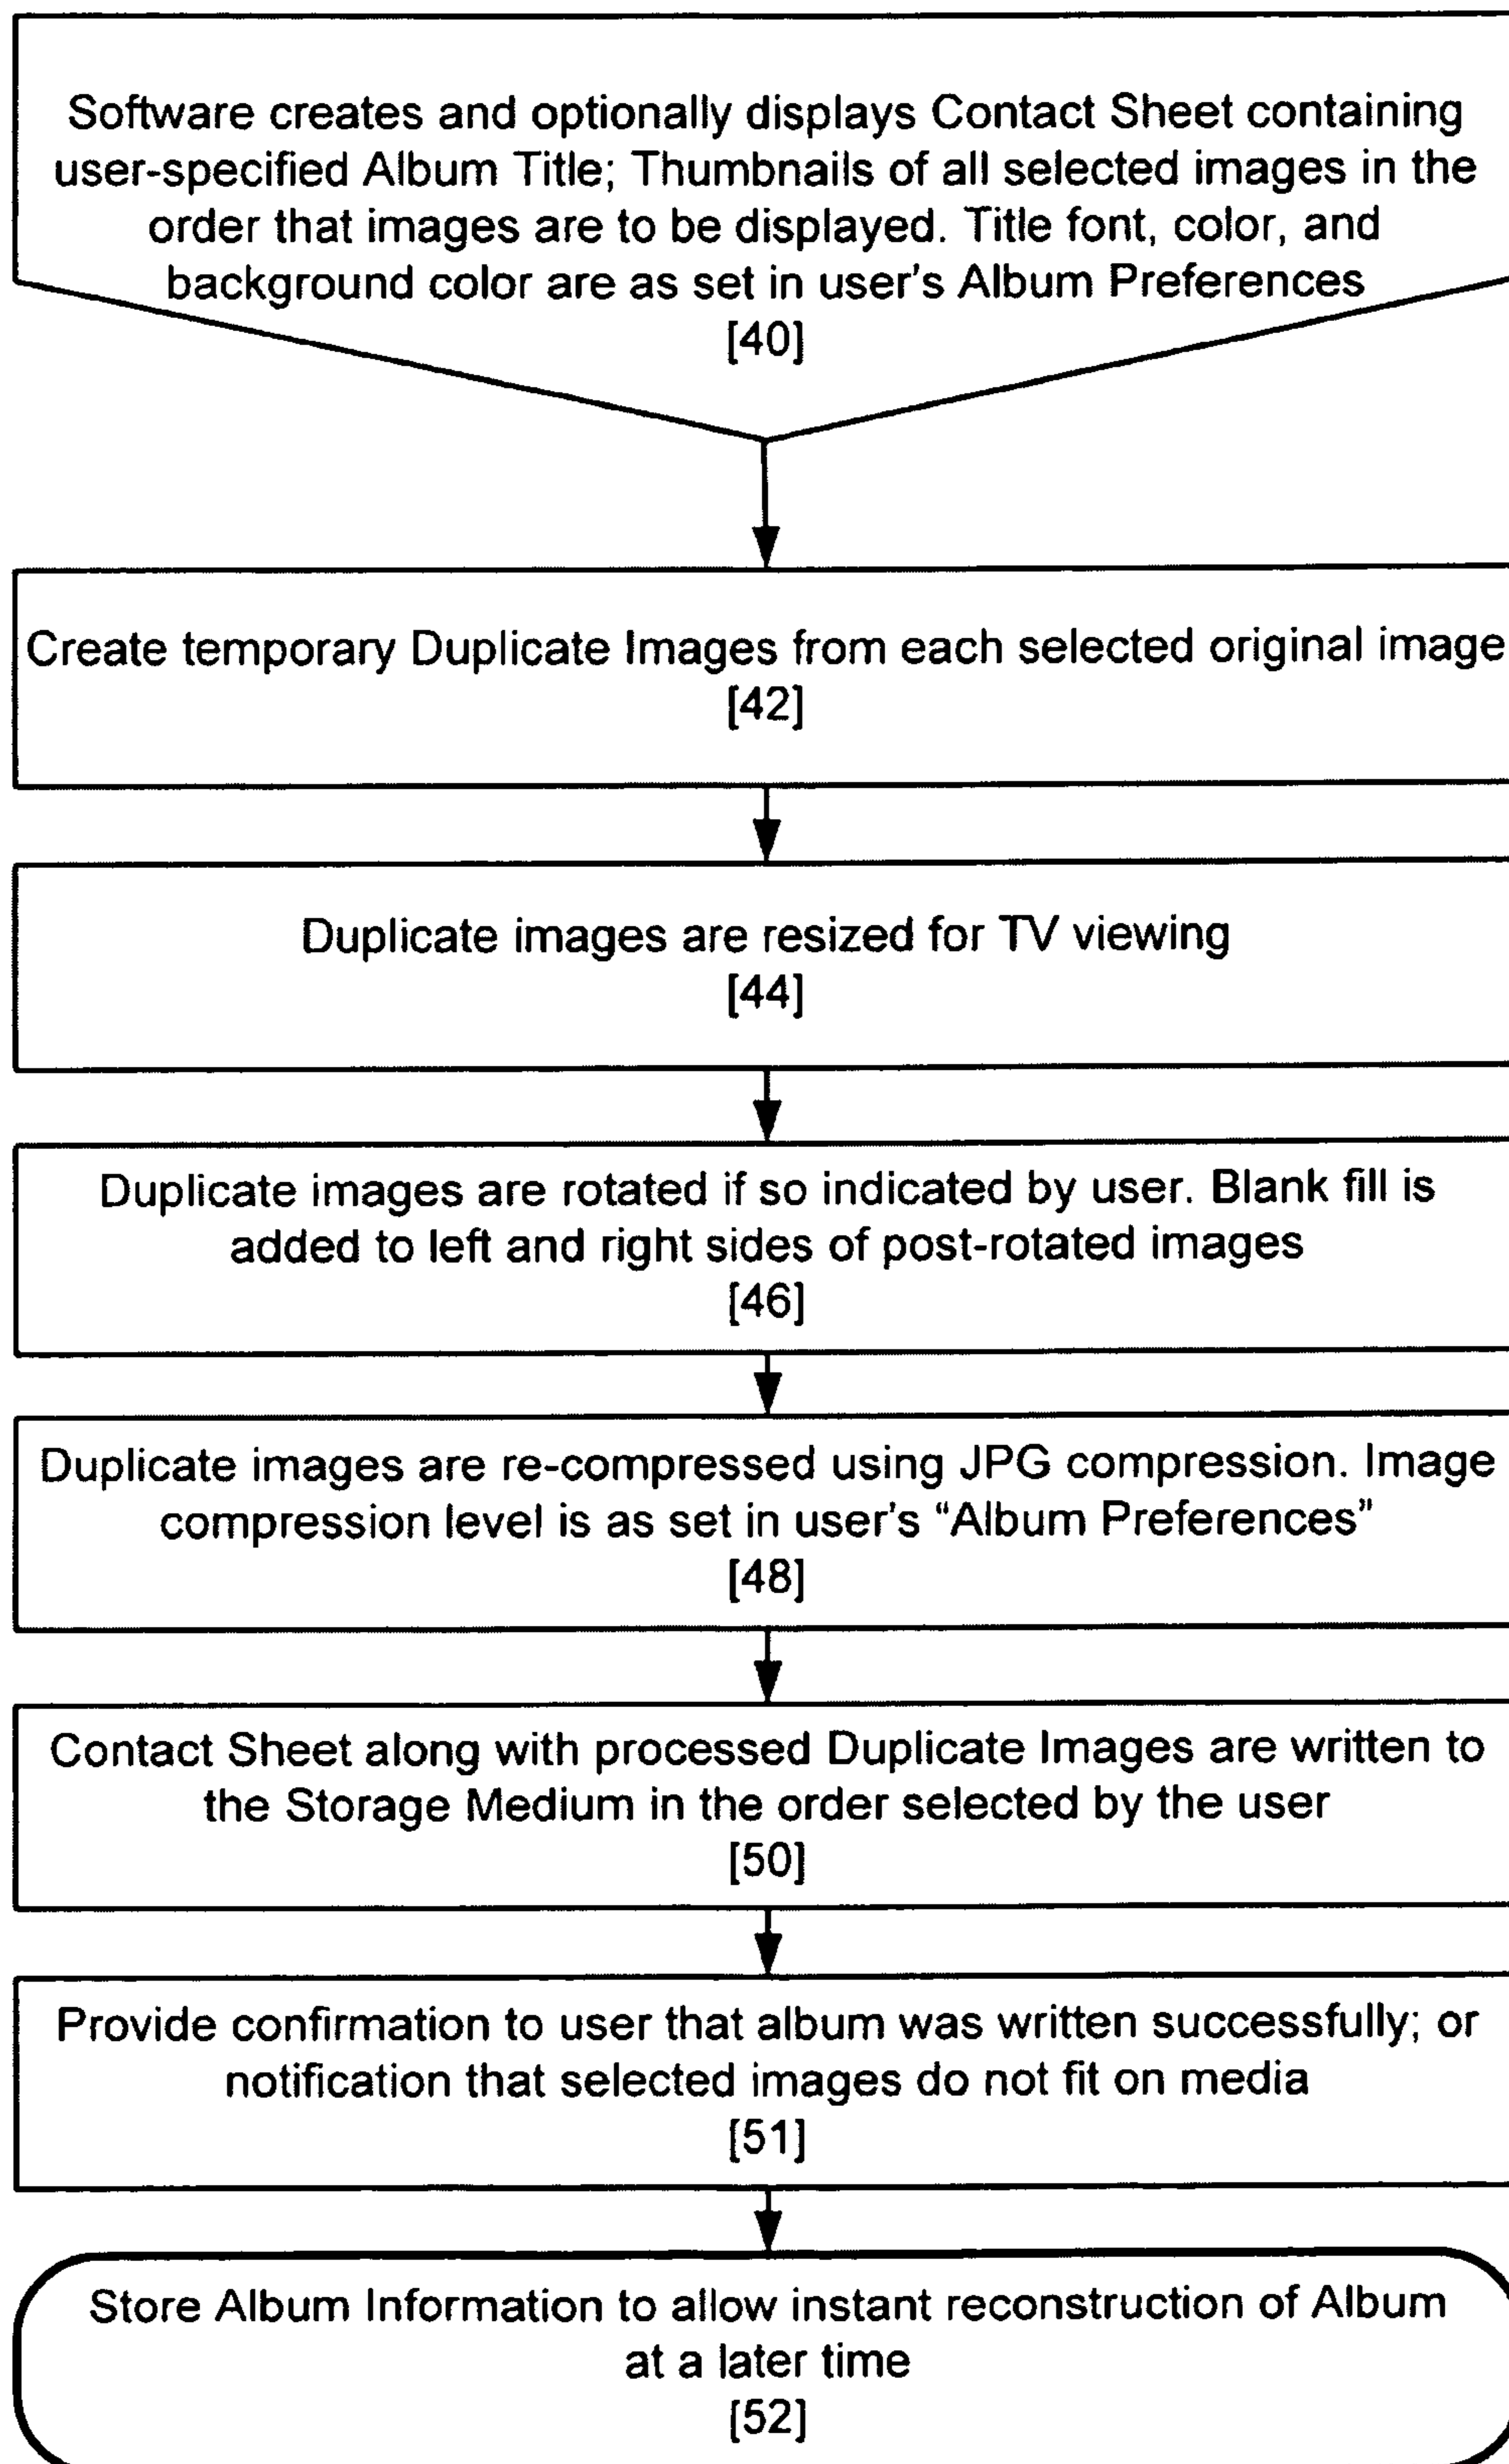 Software creates and optionally displays Contact Sheet containing
user-specified Album Title; Thumbnails of all selected images in the
order that images are to be displayed. Title font, color, and
background color are as set in user's Album Preferences
[40]
Create temporary Duplicate Images from each selected original image
[42]
Duplicate images are resized for TV viewing
[44]
Duplicate images are rotated if so indicated by user. Blank fill is
added to left and right sides of post-rotated images
[46]
Duplicate images are re-compressed using JPG compression. Image
compression level is as set in user's “Album Preferences”
[48]
Contact Sheet along with processed Duplicate Images are written to
the Storage Medium in the order selected by the user
[50]
Provide confirmation to user that album was written successfully; or
notification that selected images do not fit on media
[51]
Store Album Information to allow instant reconstruction of Album
at a later time
[52]